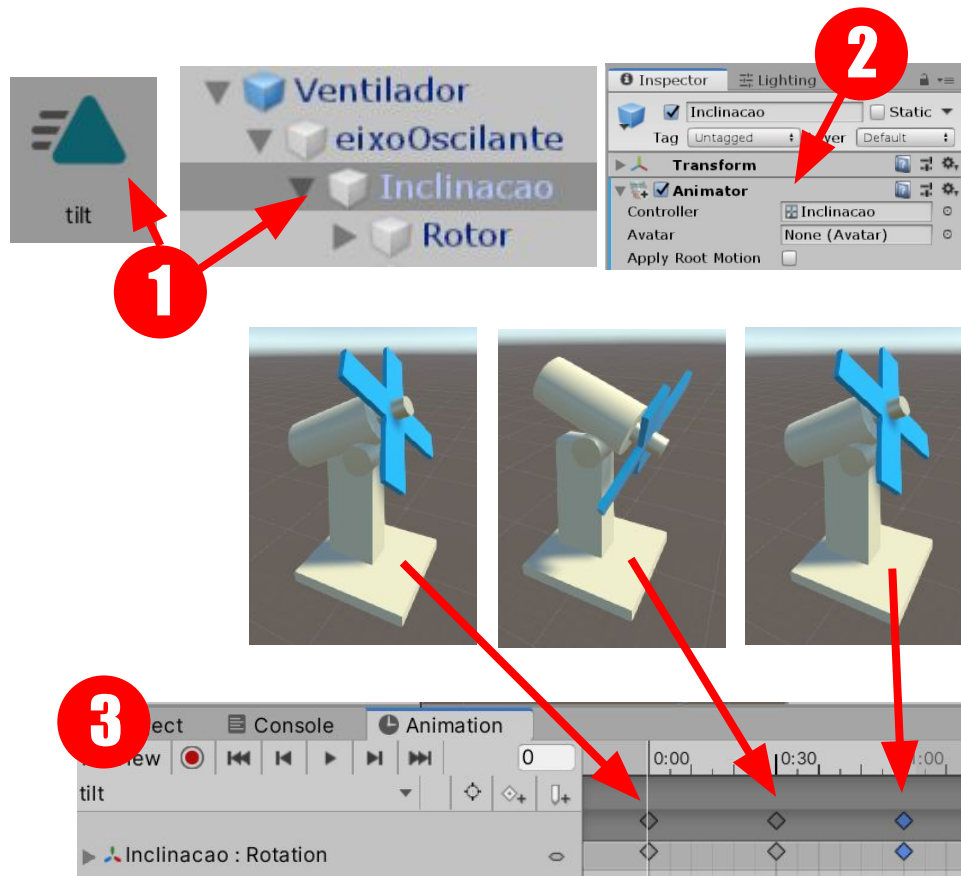 2
Inspector
Lighting
Ventilador
Inclinacao
Static
eixoOscilante
Tag Untagged
Default
Transform
Inclinacao
Animator
tilt
Controller Inclinacao
Rotor
Avatar None (Avatar)
Apply Root Motion
1
3
Console
Animation
0
0:00
0:30
tilt
Inclinacao : Rotation